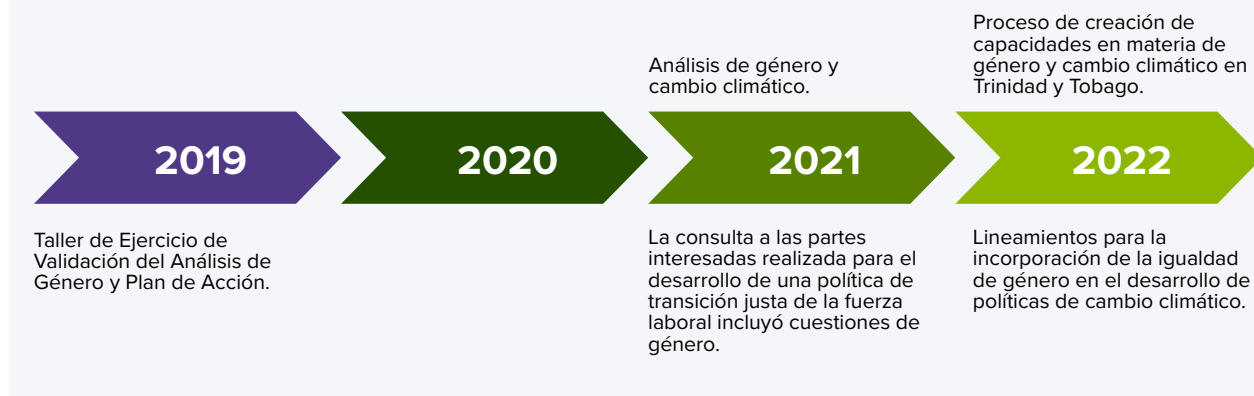 Análisis de género y
cambio climático.
Proceso de creación de
capacidades en materia de
género y cambio climático en
Trinidad y Tobago.
2019
2020
2021
2022
Taller de Ejercicio de
Validación del Análisis de
Género y Plan de Acción.
La consulta a las partes
interesadas realizada para el
desarrollo de una política de
transición justa de la fuerza
laboral incluyó cuestiones de
género.
Lineamientos para la
incorporación de la igualdad
de género en el desarrollo de
políticas de cambio climático.